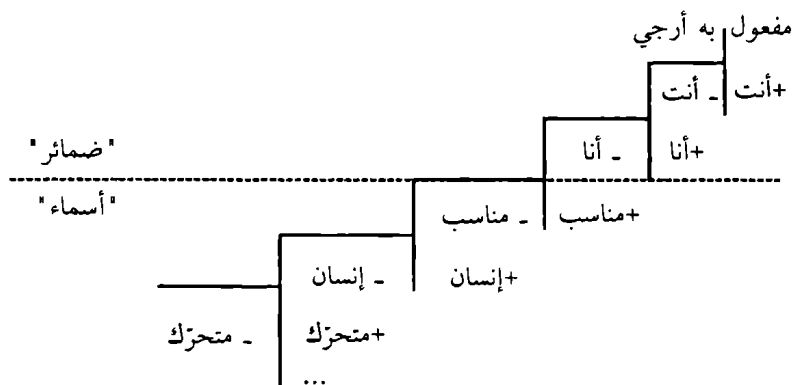 مفعول به أرجي
+أنت - أنت
+أنا - أنا
"ضمائر"
"أسماء"
+مناسب - مناسب
+إنسان - إنسان
+متحرّك - متحرّك
...